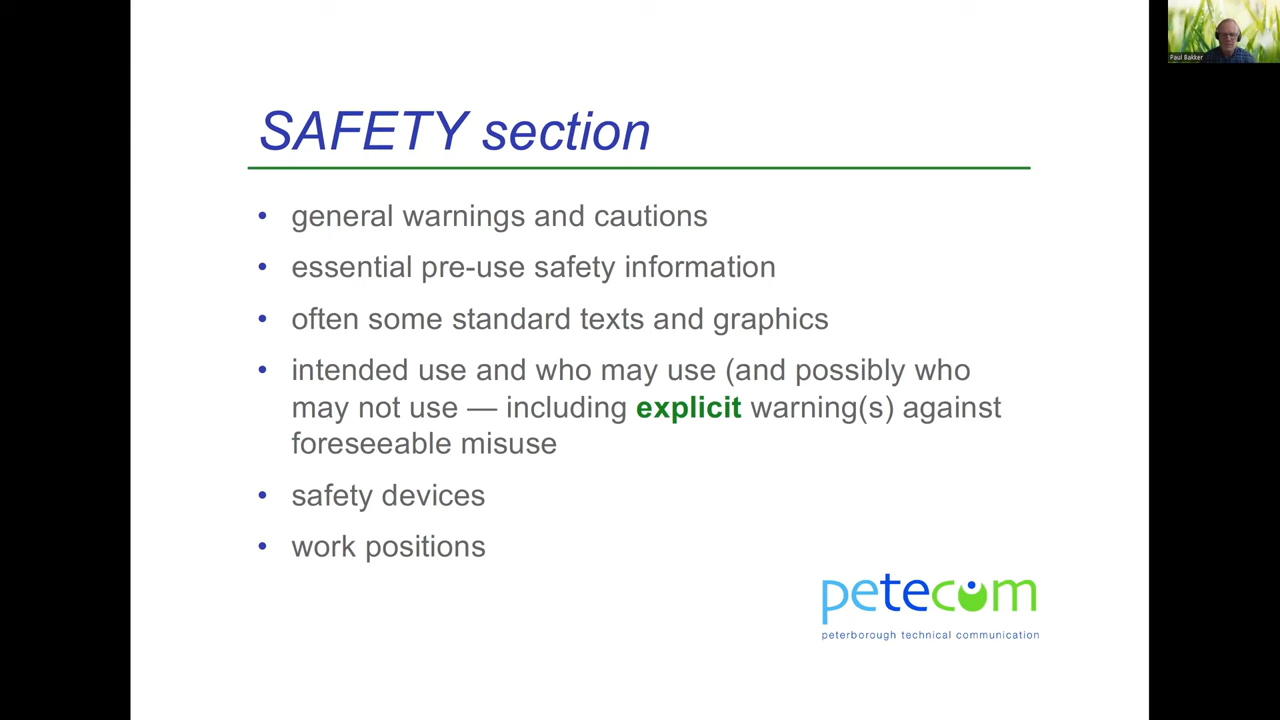 Paul Bakker
SAFETY section
• general warnings and cautions
• essential pre-use safety information
• often some standard texts and graphics
• intended use and who may use (and possibly who
may not use — including explicit warning(s) against
foreseeable misuse
• safety devices
• work positions
petecom
peterborough technical communication